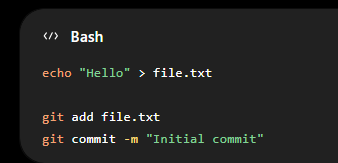 Bash
echo "Hello" > file.txt
git add file.txt
git commit -m "Initial commit"